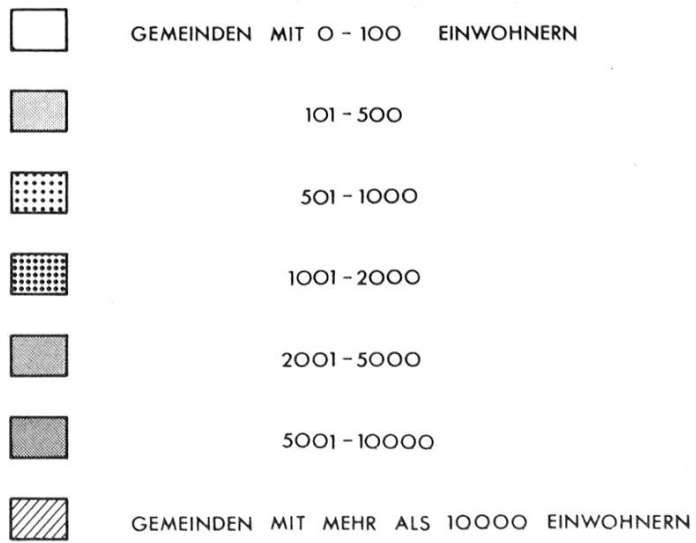 GEMEINDEN MIT 0 - 100 EINWOHNERN
101 - 500
501 - 1000
1001 - 2000
2001 - 5000
5001 - 10000
GEMEINDEN MIT MEHR ALS 10000 EINWOHNERN